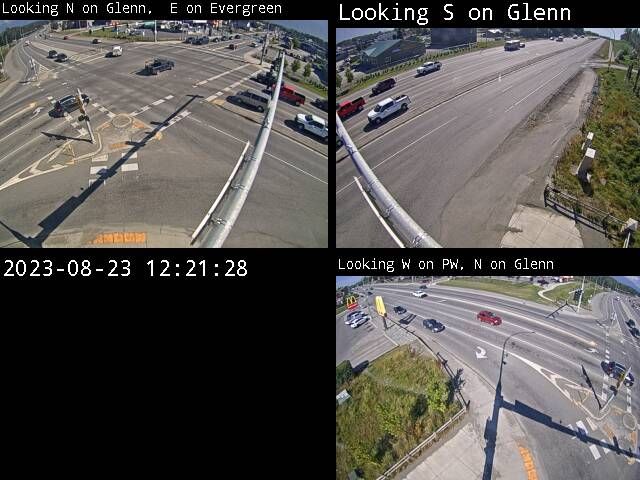 Looking N on Glenn,  E on Evergreen
Looking S on Glenn
2023-08-23 12:21:28
Looking W on PW, N on Glenn